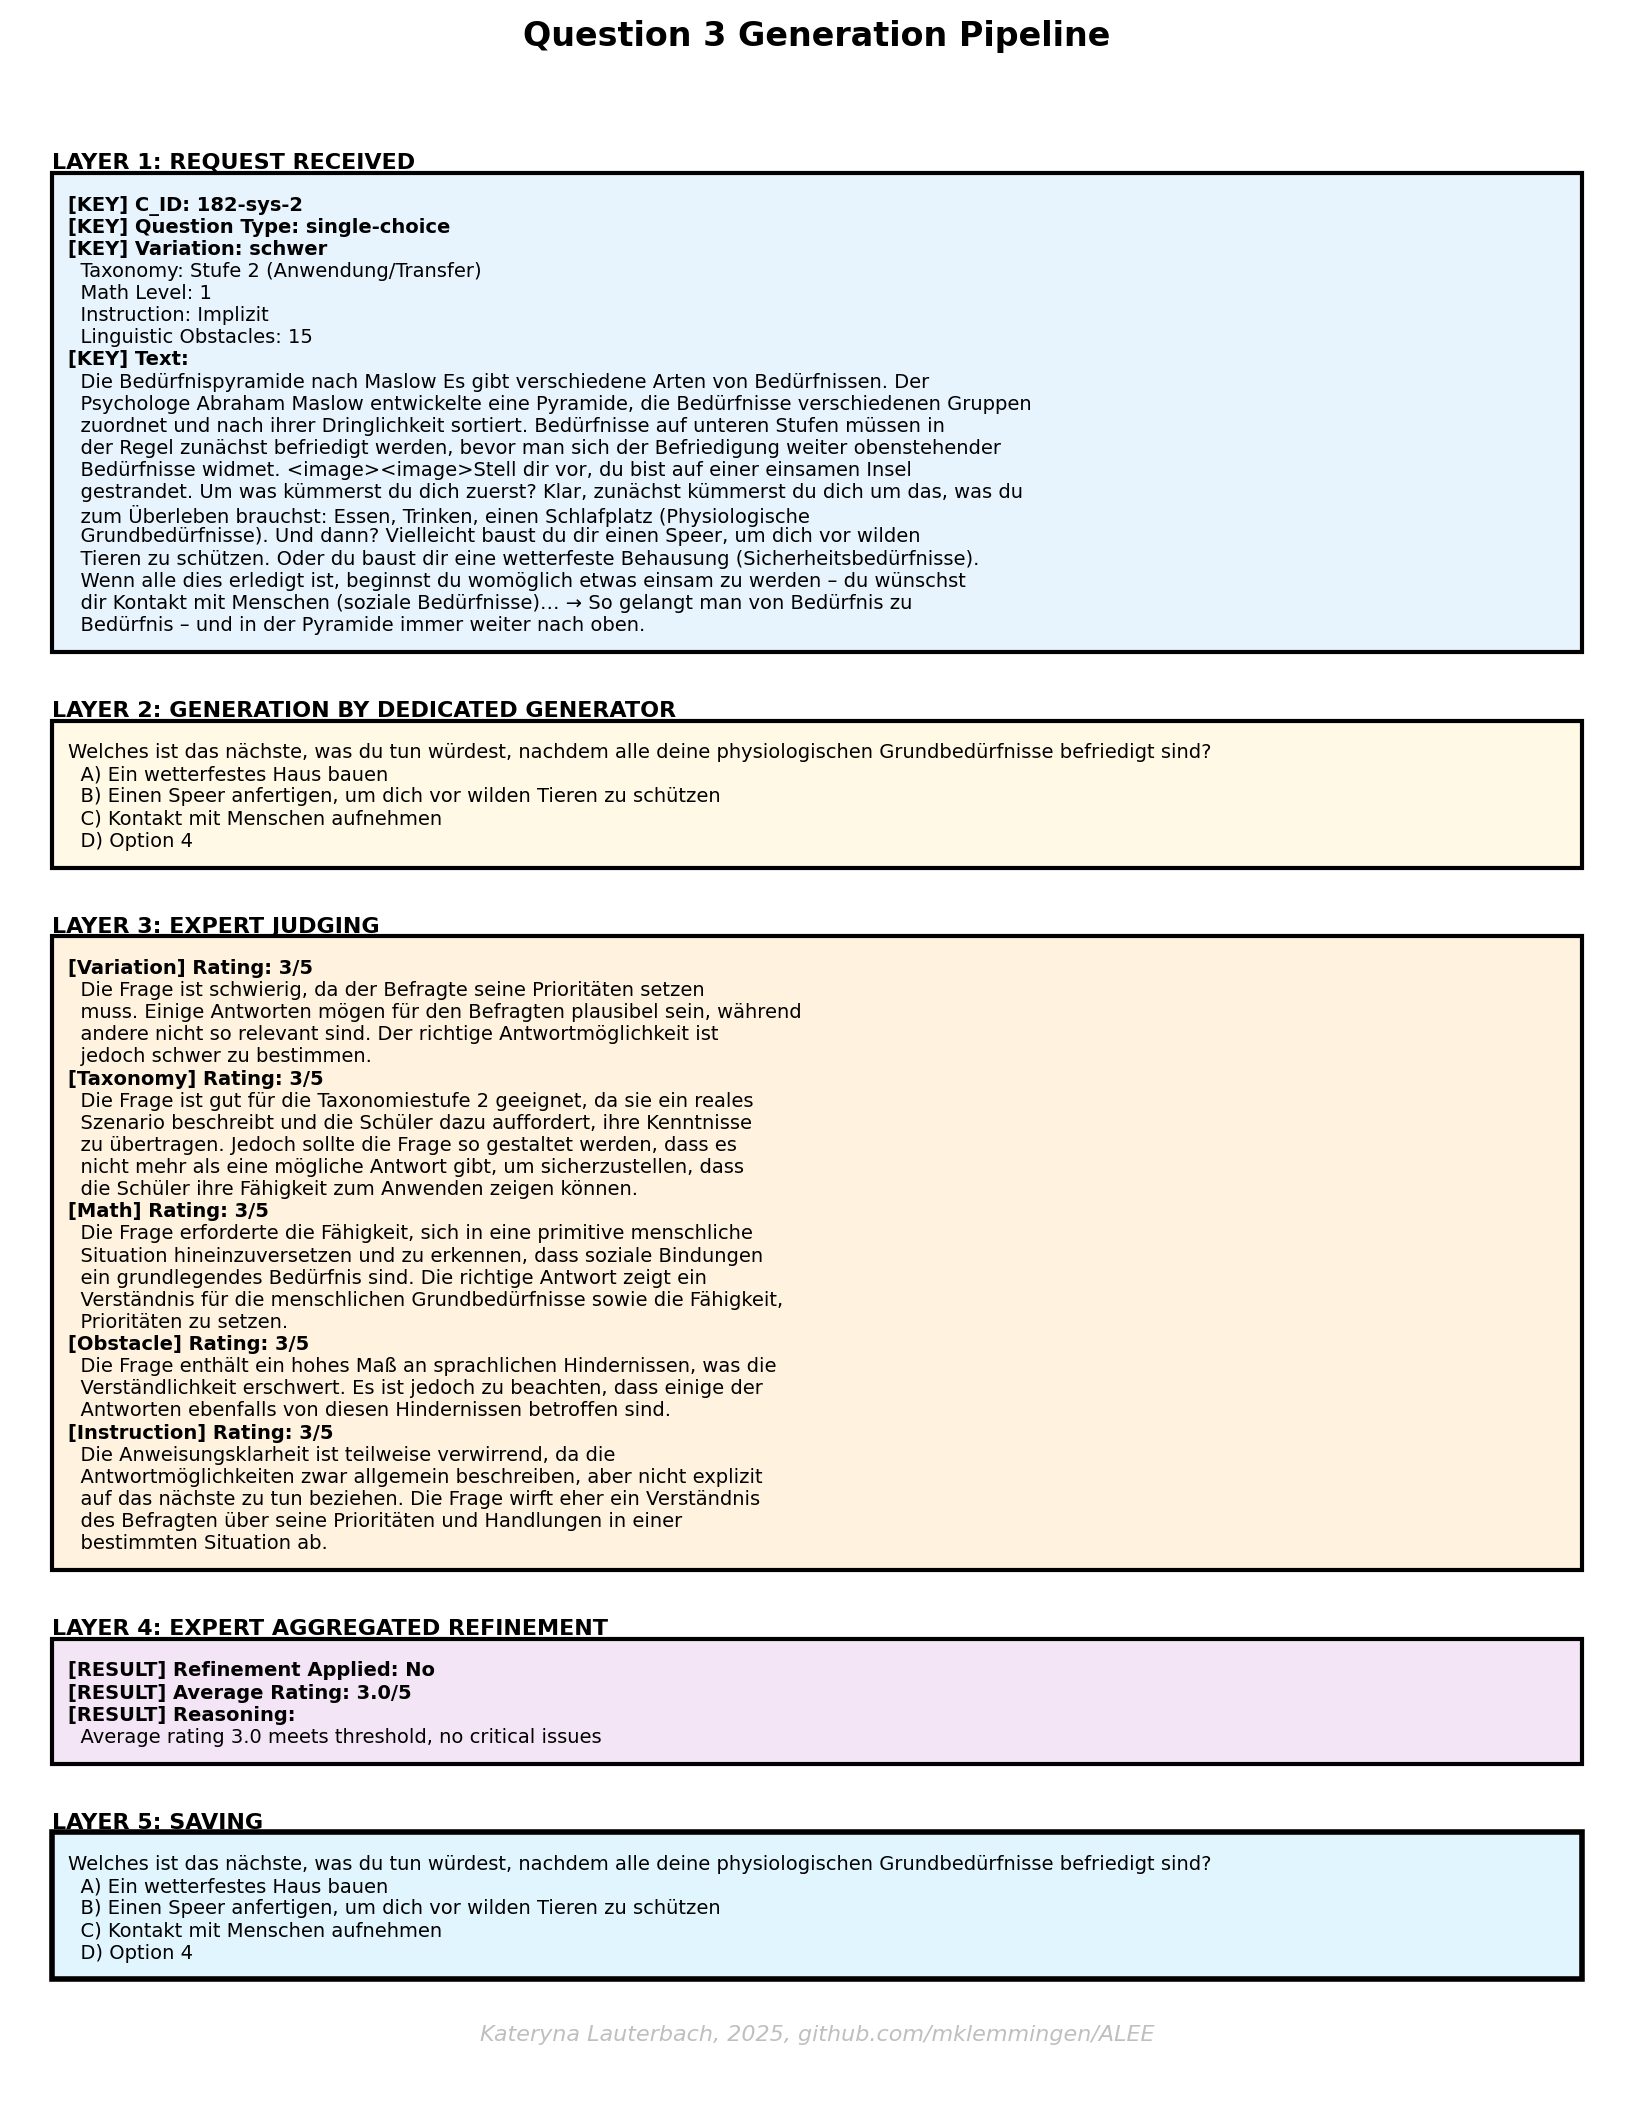 Question 3 Generation Pipeline
LAYER 1: REQUEST RECEIVED
[KEY] C_ID: 182-sys-2
[KEY] Question Type: single-choice
[KEY] Variation: schwer
Taxonomy: Stufe 2 (Anwendung/Transfer)
Math Level: 1
Instruction: Implizit
Linguistic Obstacles: 15
[KEY] Text:
Die Bedürfnispyramide nach Maslow Es gibt verschiedene Arten von Bedürfnissen. Der
Psychologe Abraham Maslow entwickelte eine Pyramide, die Bedürfnisse verschiedenen Gruppen
zuordnet und nach ihrer Dringlichkeit sortiert. Bedürfnisse auf unteren Stufen müssen in
der Regel zunächst befriedigt werden, bevor man sich der Befriedigung weiter obenstehender
Bedürfnisse widmet. <image><image>Stell dir vor, du bist auf einer einsamen Insel
gestrandet. Um was kümmerst du dich zuerst? Klar, zunächst kümmerst du dich um das, was du
zum Überleben brauchst: Essen, Trinken, einen Schlafplatz (Physiologische
Grundbedürfnisse). Und dann? Vielleicht baust du dir einen Speer, um dich vor wilden
Tieren zu schützen. Oder du baust dir eine wetterfeste Behausung (Sicherheitsbedürfnisse).
Wenn alle dies erledigt ist, beginnst du womöglich etwas einsam zu werden – du wünschst
dir Kontakt mit Menschen (soziale Bedürfnisse)… → So gelangt man von Bedürfnis zu
Bedürfnis – und in der Pyramide immer weiter nach oben.
LAYER 2: GENERATION BY DEDICATED GENERATOR
Welches ist das nächste, was du tun würdest, nachdem alle deine physiologischen Grundbedürfnisse befriedigt sind?
A) Ein wetterfestes Haus bauen
B) Einen Speer anfertigen, um dich vor wilden Tieren zu schützen
C) Kontakt mit Menschen aufnehmen
D) Option 4
LAYER 3: EXPERT JUDGING
[Variation] Rating: 3/5
Die Frage ist schwierig, da der Befragte seine Prioritäten setzen
muss. Einige Antworten mögen für den Befragten plausibel sein, während
andere nicht so relevant sind. Der richtige Antwortmöglichkeit ist
jedoch schwer zu bestimmen.
[Taxonomy] Rating: 3/5
Die Frage ist gut für die Taxonomiestufe 2 geeignet, da sie ein reales
Szenario beschreibt und die Schüler dazu auffordert, ihre Kenntnisse
zu übertragen. Jedoch sollte die Frage so gestaltet werden, dass es
nicht mehr als eine mögliche Antwort gibt, um sicherzustellen, dass
die Schüler ihre Fähigkeit zum Anwenden zeigen können.
[Math] Rating: 3/5
Die Frage erforderte die Fähigkeit, sich in eine primitive menschliche
Situation hineinzuversetzen und zu erkennen, dass soziale Bindungen
ein grundlegendes Bedürfnis sind. Die richtige Antwort zeigt ein
Verständnis für die menschlichen Grundbedürfnisse sowie die Fähigkeit,
Prioritäten zu setzen.
[Obstacle] Rating: 3/5
Die Frage enthält ein hohes Maß an sprachlichen Hindernissen, was die
Verständlichkeit erschwert. Es ist jedoch zu beachten, dass einige der
Antworten ebenfalls von diesen Hindernissen betroffen sind.
[Instruction] Rating: 3/5
Die Anweisungsklarheit ist teilweise verwirrend, da die
Antwortmöglichkeiten zwar allgemein beschreiben, aber nicht explizit
auf das nächste zu tun beziehen. Die Frage wirft eher ein Verständnis
des Befragten über seine Prioritäten und Handlungen in einer
bestimmten Situation ab.
LAYER 4: EXPERT AGGREGATED REFINEMENT
[RESULT] Refinement Applied: No
[RESULT] Average Rating: 3.0/5
[RESULT] Reasoning:
Average rating 3.0 meets threshold, no critical issues
LAYER 5: SAVING
Welches ist das nächste, was du tun würdest, nachdem alle deine physiologischen Grundbedürfnisse befriedigt sind?
A) Ein wetterfestes Haus bauen
B) Einen Speer anfertigen, um dich vor wilden Tieren zu schützen
C) Kontakt mit Menschen aufnehmen
D) Option 4
Kateryna Lauterbach, 2025, github.com/mklemmingen/ALEE